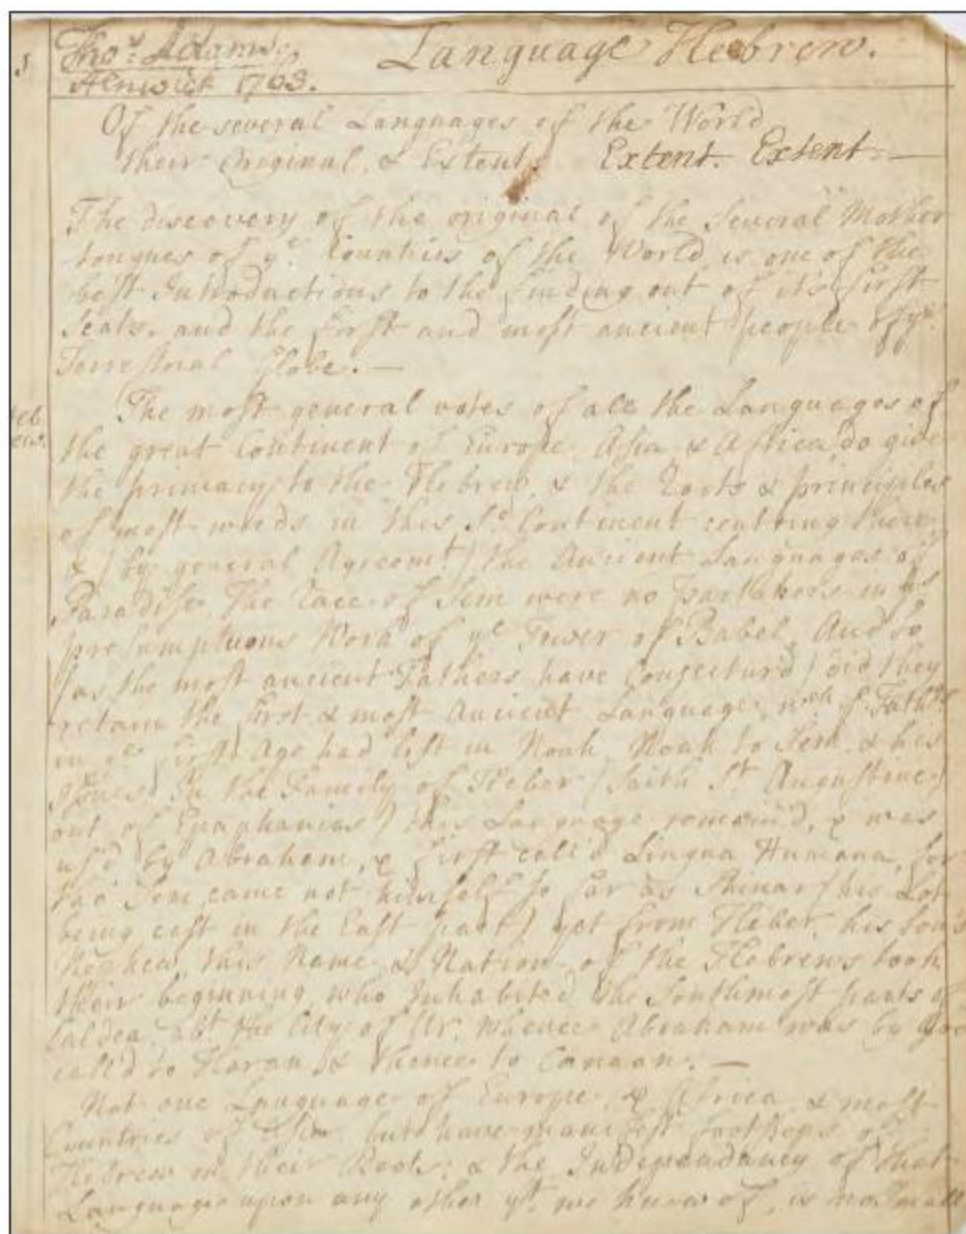 Tho.s Adams
Alnwick 1703.
Language Hebrew.
Of the several Languages of the World
their Original, & Extent. Extent. Extent.—
The discovery of the original of the Several Mother
tongues of ye Countries of the World, is one of the
best Introductions to the finding out of it's first
Seats, and the first and most ancient people of ye
Terrestrial Globe.—
The most general votes of all the Languages of
Heb
rew.
the great Continent of Europe Asia & Africa, do give
the primacy to the Hebrew, & the Roots & principles
of most words in this sd. Continent centring there
& (by general Agreemt.) the Ancient Languages of
Paradise. The Race of Sem were no partakers in ye
presumptuous Work of ye Tower of Babel, And so
(as the most ancient Fathers have Conjectur'd) did they
retain the first & most Ancient Language, wch ye Fathrs
in ye first Age had left in Noah, Noah to Sem, & his
In the Family of Heber (saith St. Augustine
out of Epaphanius) this Language remain'd, & was
us'd by Abraham, & first call'd Lingua Humana, for
tho' Sem came not himself so far as Shinar (his Lot
being cast in the East part) yet from Heber, his Son's
Nephew, this Name & Nation of the Hebrews took
their beginning, who Inhabited the Southmost parts of
Caldea, abt. the City of Ur, whence Abraham was by God
call'd to Haran, & thence to Canaan.—
Not one Language of Europe, & Africa & most
Countries of Asia but have manifest footsteps of
Hebrew in their Roots; & the Independancy of that
Language upon any other yt. we know of, is no small